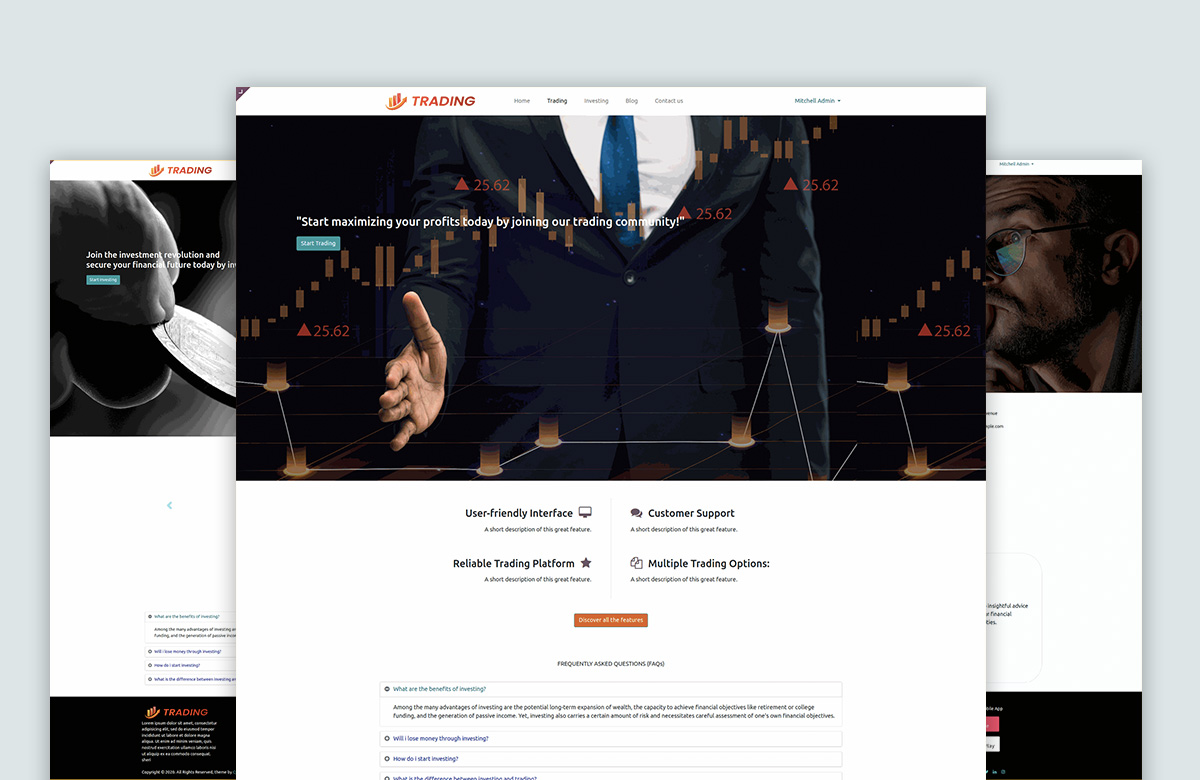 TRADING
Home
Trading
Investing
Blog
Contact us
Mitchell Admin
25.62
25.62
25.62
"Start maximizing your profits today by joining our trading community!"
Start Trading
25.62
25.62
User-friendly Interface
A short description of this great feature.
Customer Support
A short description of this great feature.
Reliable Trading Platform
A short description of this great feature.
Multiple Trading Options:
A short description of this great feature.
Discover all the features
FREQUENTLY ASKED QUESTIONS (FAQs)
What are the benefits of investing?
Among the many advantages of investing are the potential long-term expansion of wealth, the capacity to achieve financial objectives like retirement or college
funding, and the generation of passive income. Yet, investing also carries a certain amount of risk and necessitates careful assessment of one's own financial objectives.
Will i lose money through investing?
How do i start investing?
What is the difference between investing and trading?
TRADING
Join the investment revolution and
secure your financial future today by
Start Investing
What are the benefits of investing?
Among the many advantages of investing
funding, and the generation of passive
Will i lose money through investing?
How do i start investing?
What is the difference between investing
TRADING
Lorem ipsum dolor sit amet, consectetur
adipiscing elit, sed do eiusmod tempor
incididunt ut labore et dolore magna
aliqua. Ut enim ad minim veniam, quis
nostrud exercitation ullamco laboris nisi
ut aliquip ex ea commodo consequat.
sheri
Copyright © 2020. All Rights Reserved, theme by
Mitchell Admin
insightful advice
financial
App